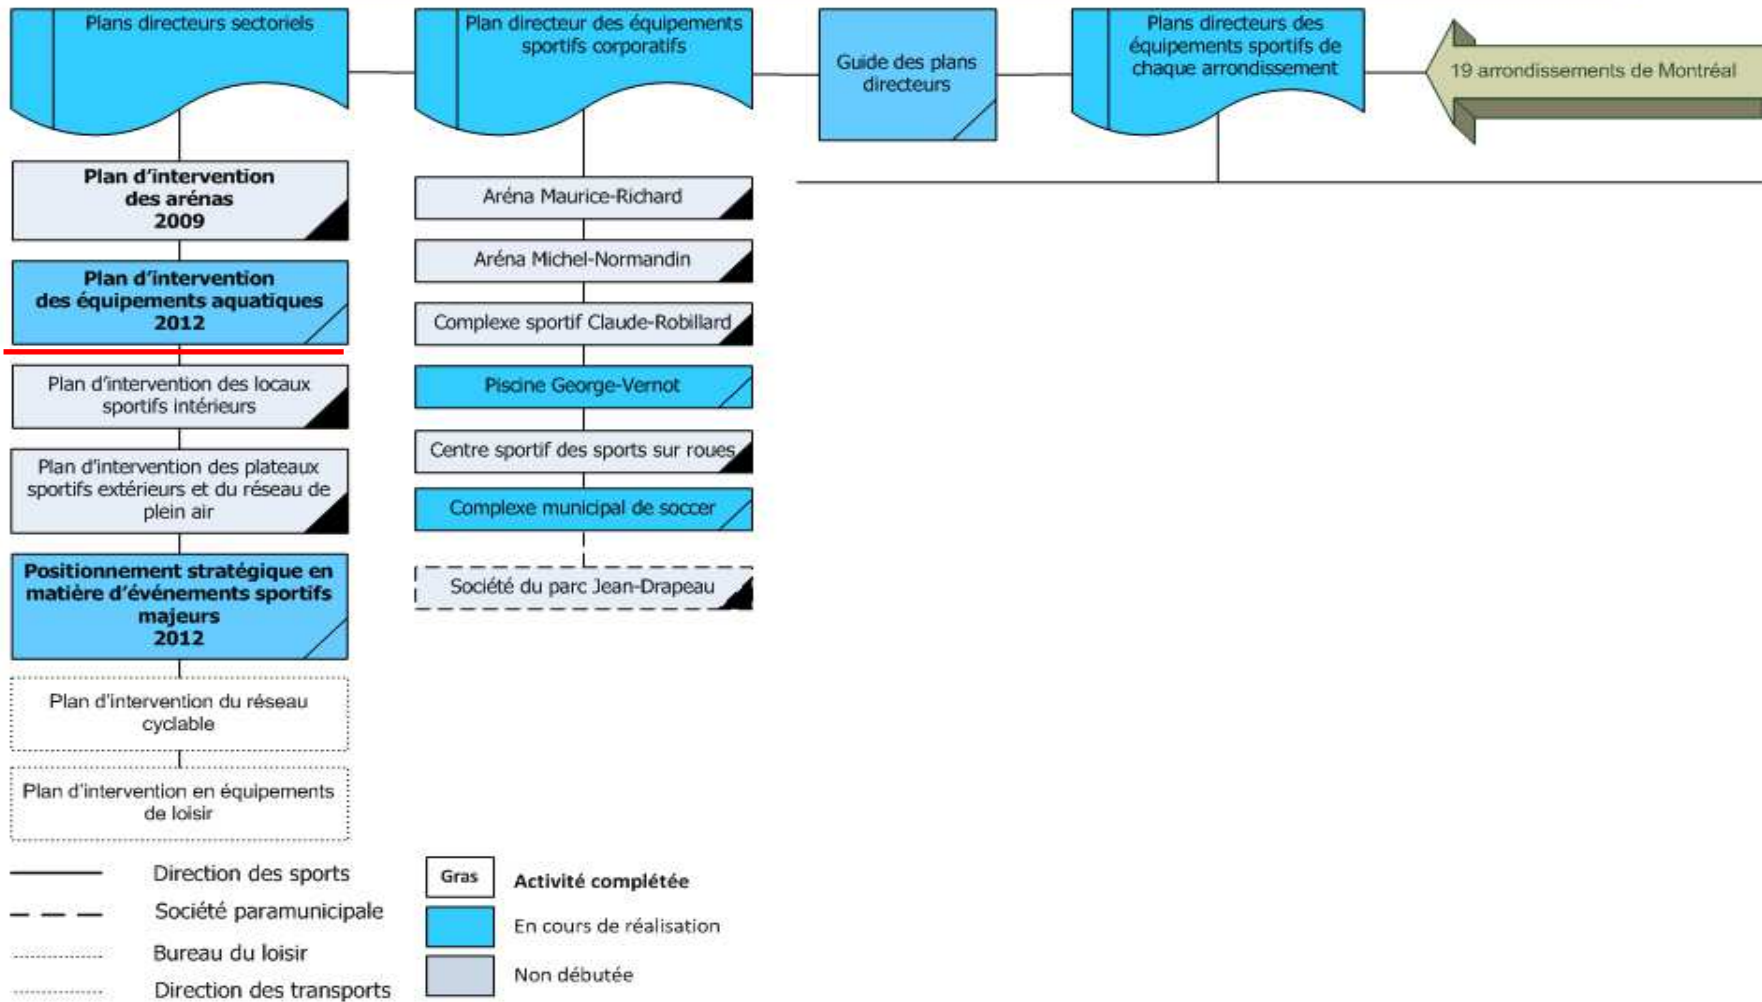 Plans directeurs sectoriels
Plan directeur des équipements
sportifs corporatifs
Guide des plans
directeurs
Plans directeurs des
équipements sportifs de
chaque arrondissement
19 arrondissements de Montréal
Plan d'intervention
des arénas
2009
Plan d'intervention
des équipements aquatiques
2012
Plan d'intervention des locaux
sportifs intérieurs
Plan d'intervention des plateaux
sportifs extérieurs et du réseau de
plein air
Positionnement stratégique en
matière d'événements sportifs
majeurs
2012
Plan d'intervention du réseau
cyclable
Plan d'intervention en équipements
de loisir
Aréna Maurice-Richard
Aréna Michel-Normandin
Complexe sportif Claude-Robillard
Piscine George-Vernot
Centre sportif des sports sur roues
Complexe municipal de soccer
Société du parc Jean-Drapeau
Direction des sports
Société paramunicipale
Bureau du loisir
Direction des transports
Gras Activité complétée
En cours de réalisation
Non débutée